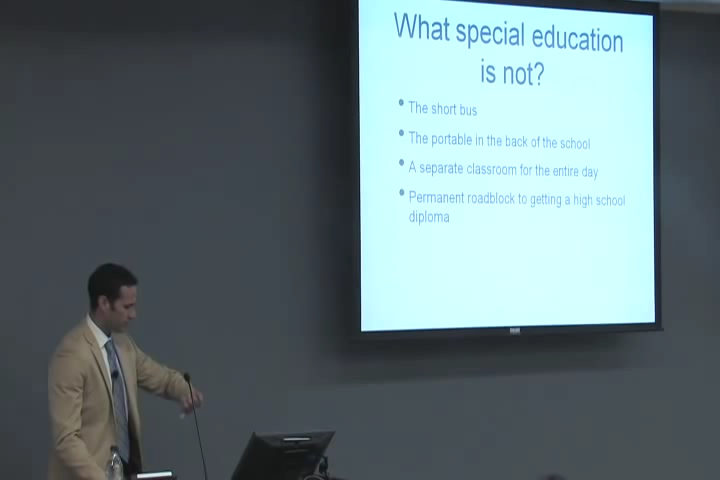 What special education
is not?
• The short bus
• The portable in the back of the school
• A separate classroom for the entire day
• Permanent roadblock to getting a high school
diploma